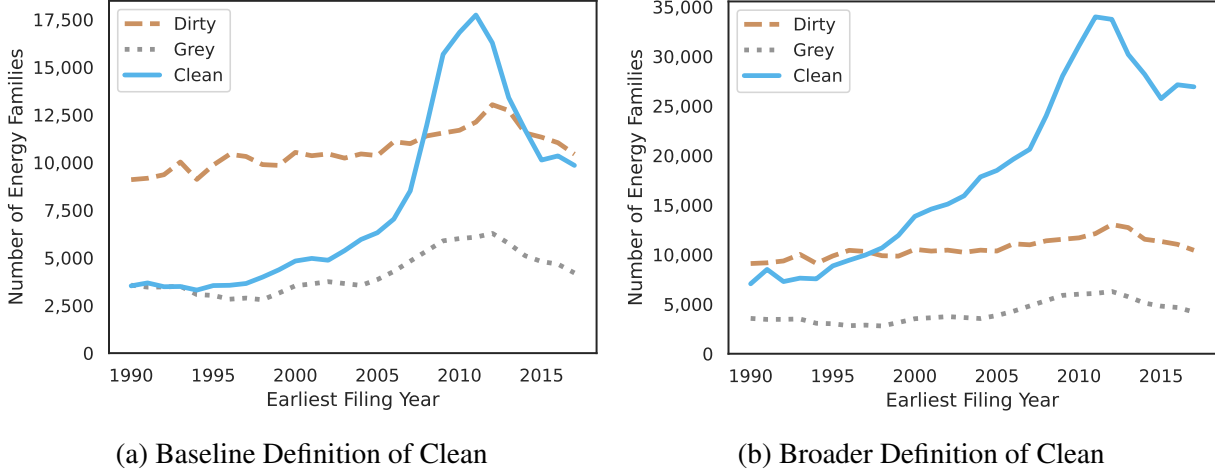 Number of Energy Families
17,500
15,000
12,500
10,000
7,500
5,000
2,500
0
Dirty
Grey
Clean
1990 1995 2000 2005 2010 2015
Earliest Filing Year
(a) Baseline Definition of Clean
Number of Energy Families
35,000
30,000
25,000
20,000
15,000
10,000
5,000
0
Dirty
Grey
Clean
1990 1995 2000 2005 2010 2015
Earliest Filing Year
(b) Broader Definition of Clean